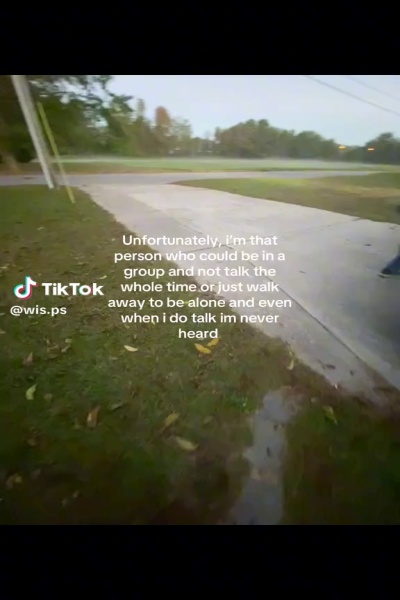 Unfortunately, i'm that
person who could be in a
group and not talk the
whole time or just walk
away to be alone and even
when i do talk im never
heard
TikTok
@wis.ps